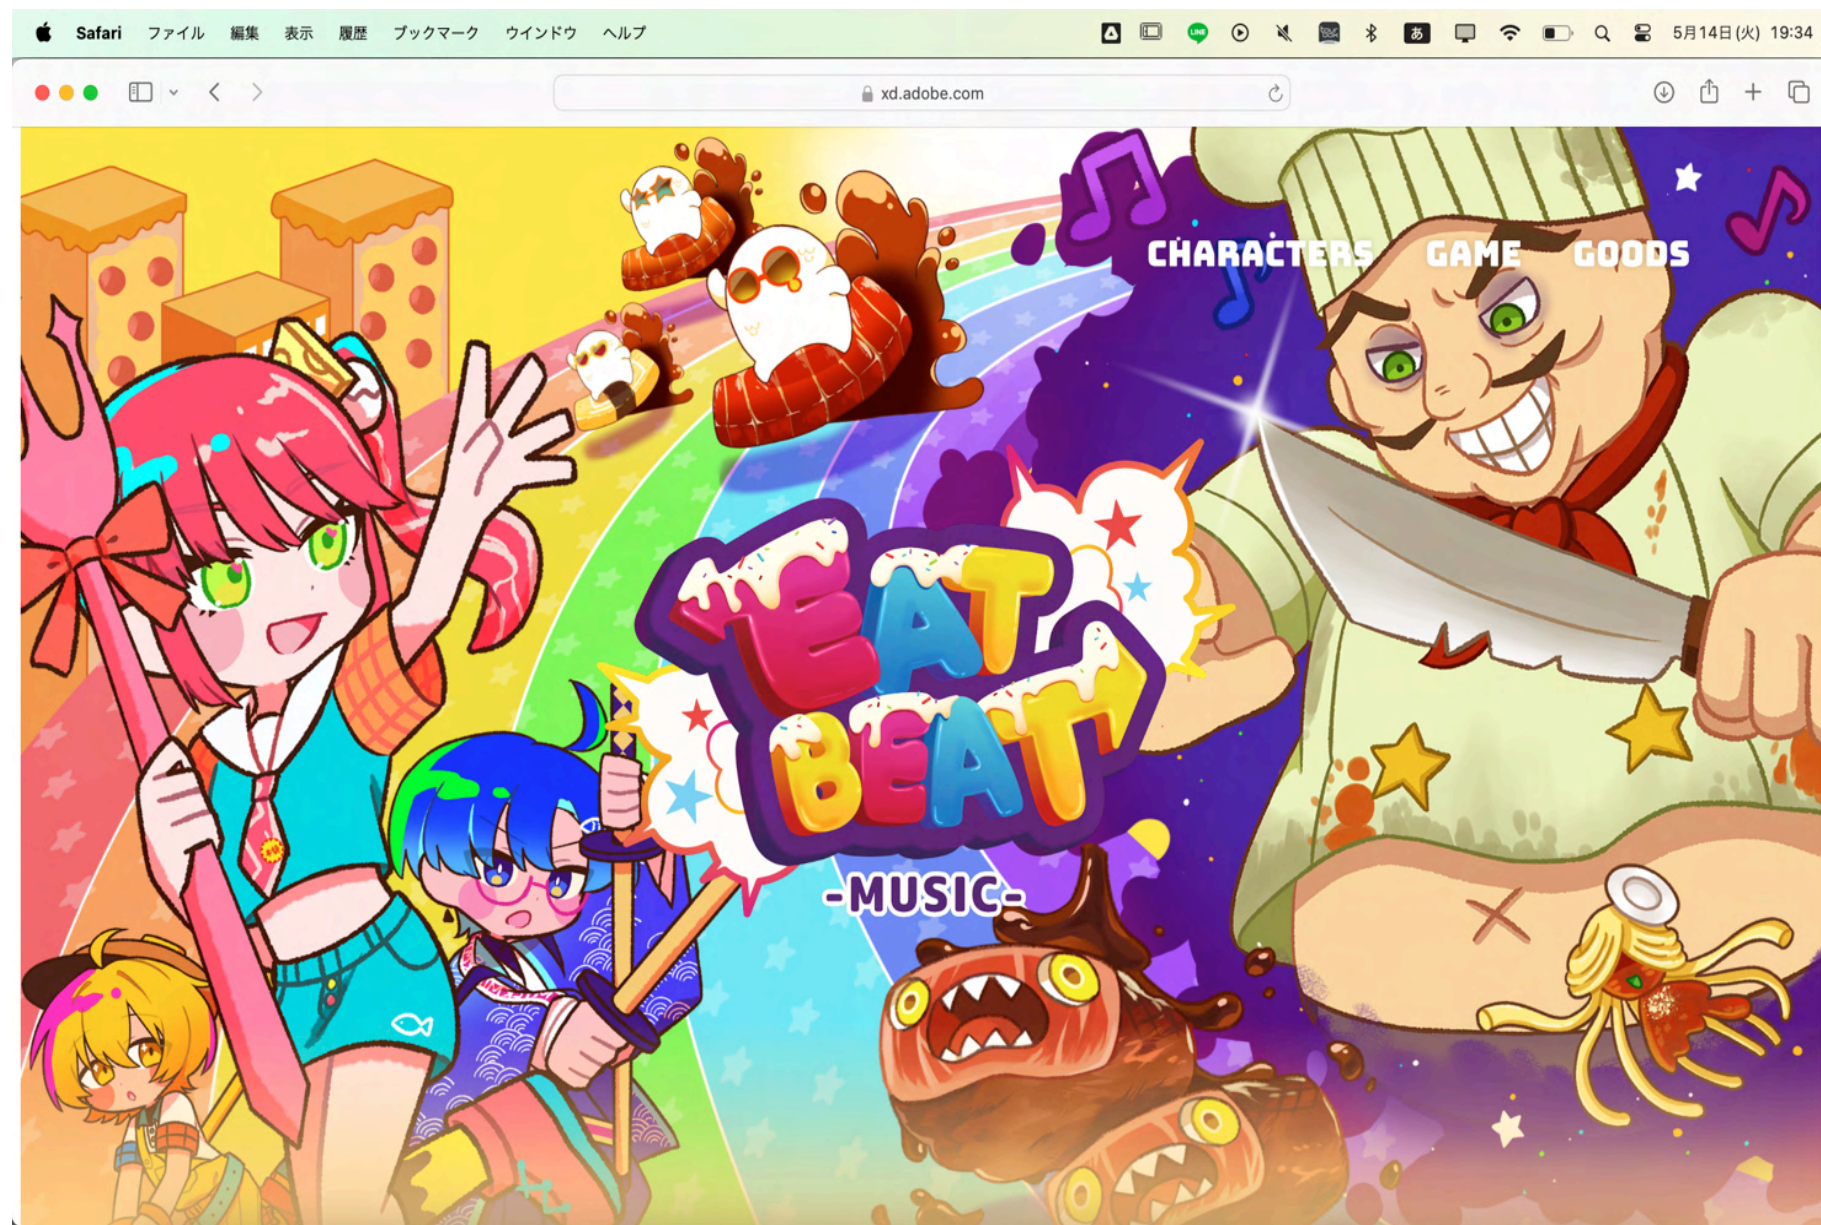 Safari ファイル 編集 表示 履歴 ブックマーク ウインドウ ヘルプ LINE あ 5月14日(火) 19:34
xd.adobe.com
CHARACTERS GAME GOODS
EAT
BEAT
-MUSIC-